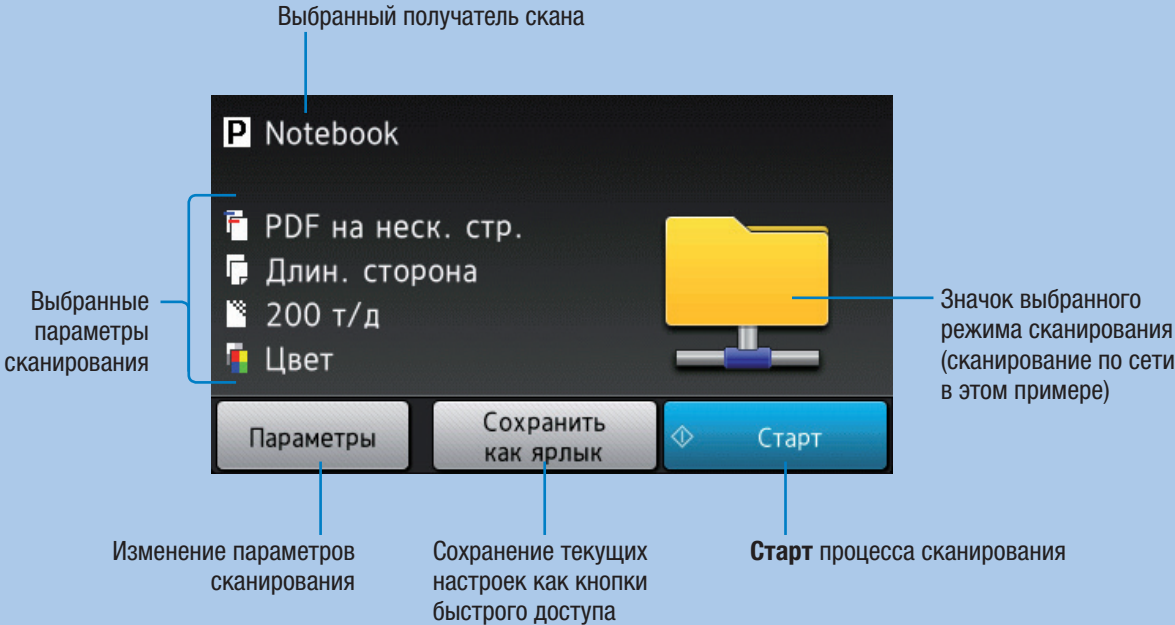 Выбранный получатель скана
P Notebook
PDF на неск. стр.
Длин. сторона
200 т/д
Цвет
Выбранные
параметры
сканирования
Значок выбранного
режима сканирования
(сканирование по сети
в этом примере)
Параметры
Сохранить
как ярлык
Старт
Изменение параметров
сканирования
Сохранение текущих
настроек как кнопки
быстрого доступа
Старт процесса сканирования